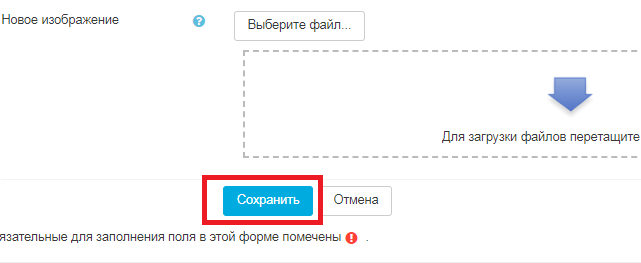 Новое изображение ? Выберите файл...
Для загрузки файлов перетащите
Сохранить Отмена
язательные для заполнения поля в этой форме помечены ! .